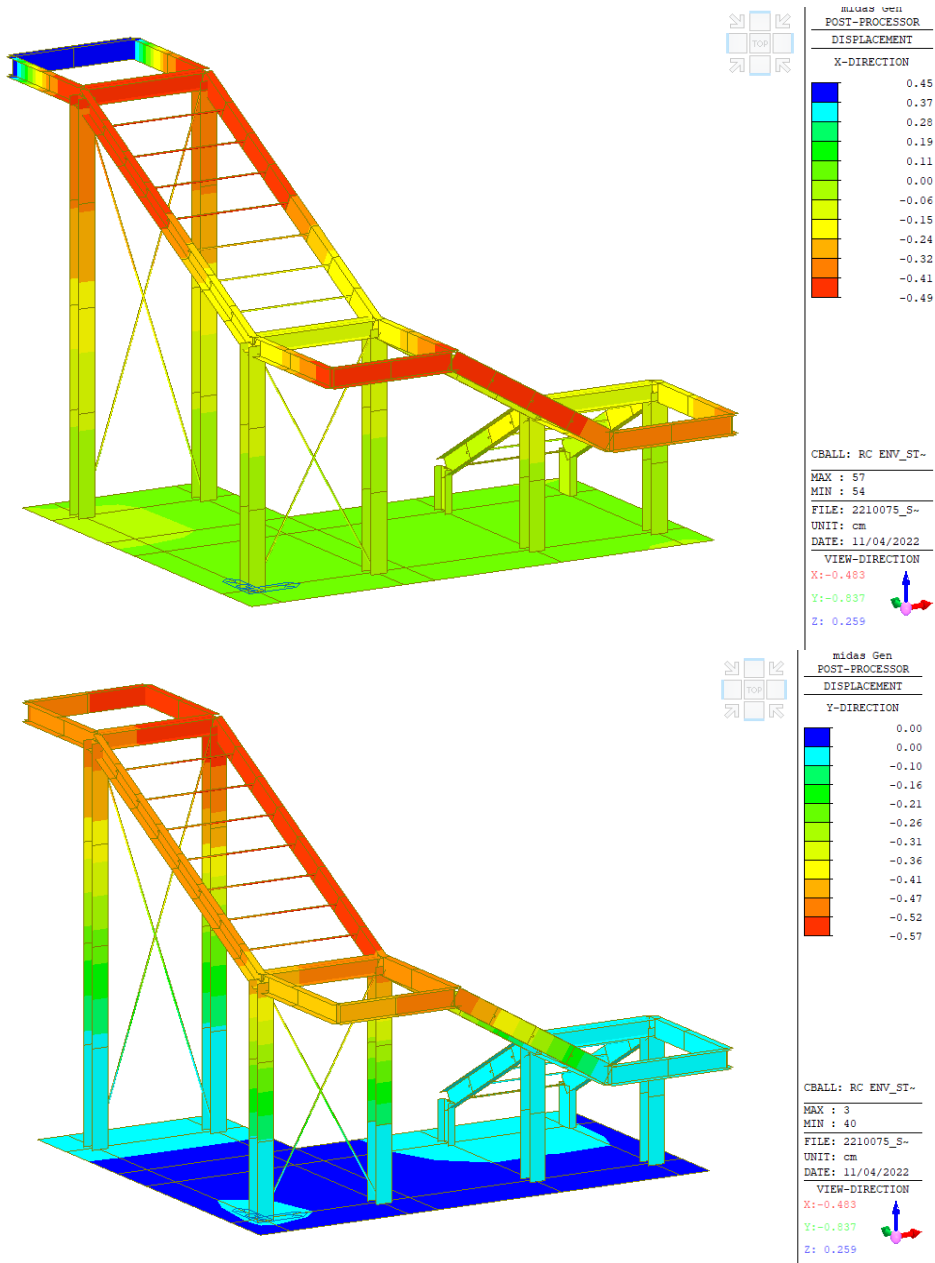 midas Gen
POST-PROCESSOR
DISPLACEMENT
X-DIRECTION
TOP
0.45
0.37
0.28
0.19
0.11
0.00
-0.06
-0.15
-0.24
-0.32
-0.41
-0.49
CBALL: RC ENV_ST~
MAX : 57
MIN : 54
FILE: 2210075_S~
UNIT: cm
DATE: 11/04/2022
VIEW-DIRECTION
X:-0.483
Y:-0.837
Z: 0.259
midas Gen
POST-PROCESSOR
DISPLACEMENT
Y-DIRECTION
TOP
0.00
0.00
-0.10
-0.16
-0.21
-0.26
-0.31
-0.36
-0.41
-0.47
-0.52
-0.57
CBALL: RC ENV_ST~
MAX : 3
MIN : 40
FILE: 2210075_S~
UNIT: cm
DATE: 11/04/2022
VIEW-DIRECTION
X:-0.483
Y:-0.837
Z: 0.259